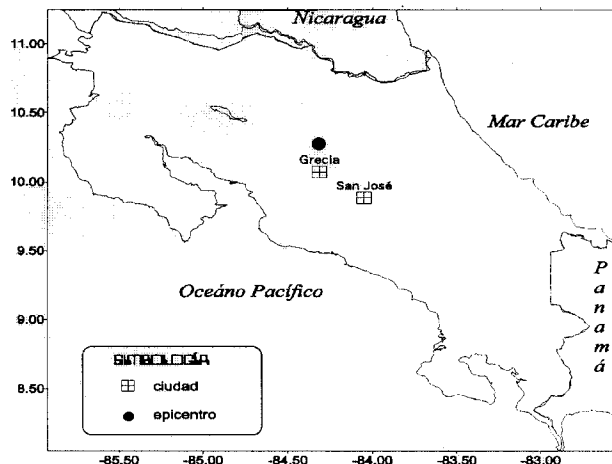 Nicaragua
11.00
10.50
Mar Caribe
Grecia
10.00
San José
9.50
Oceáno Pacífico
Panamá
9.00
SIMBOLOGÍA
ciudad
8.50
epicentro
-85.50 -85.00 -84.50 -84.00 -83.50 -83.00